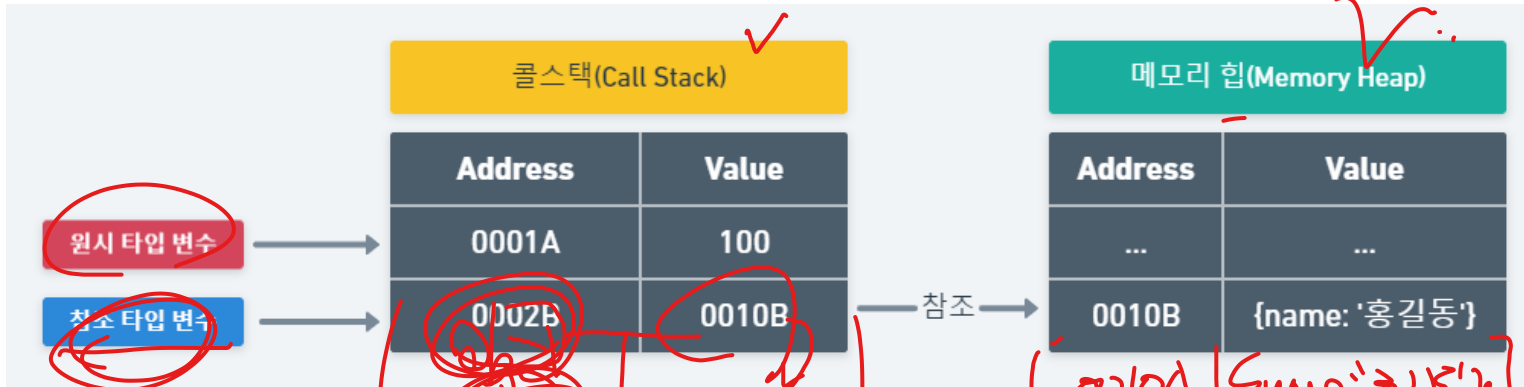 콜스택(Call Stack)
메모리 힙(Memory Heap)
Address Value
Address Value
원시 타입 변수
0001A 100
... ...
참조 타입 변수
0002B 0010B
참조
0010B {name: '홍길동'}